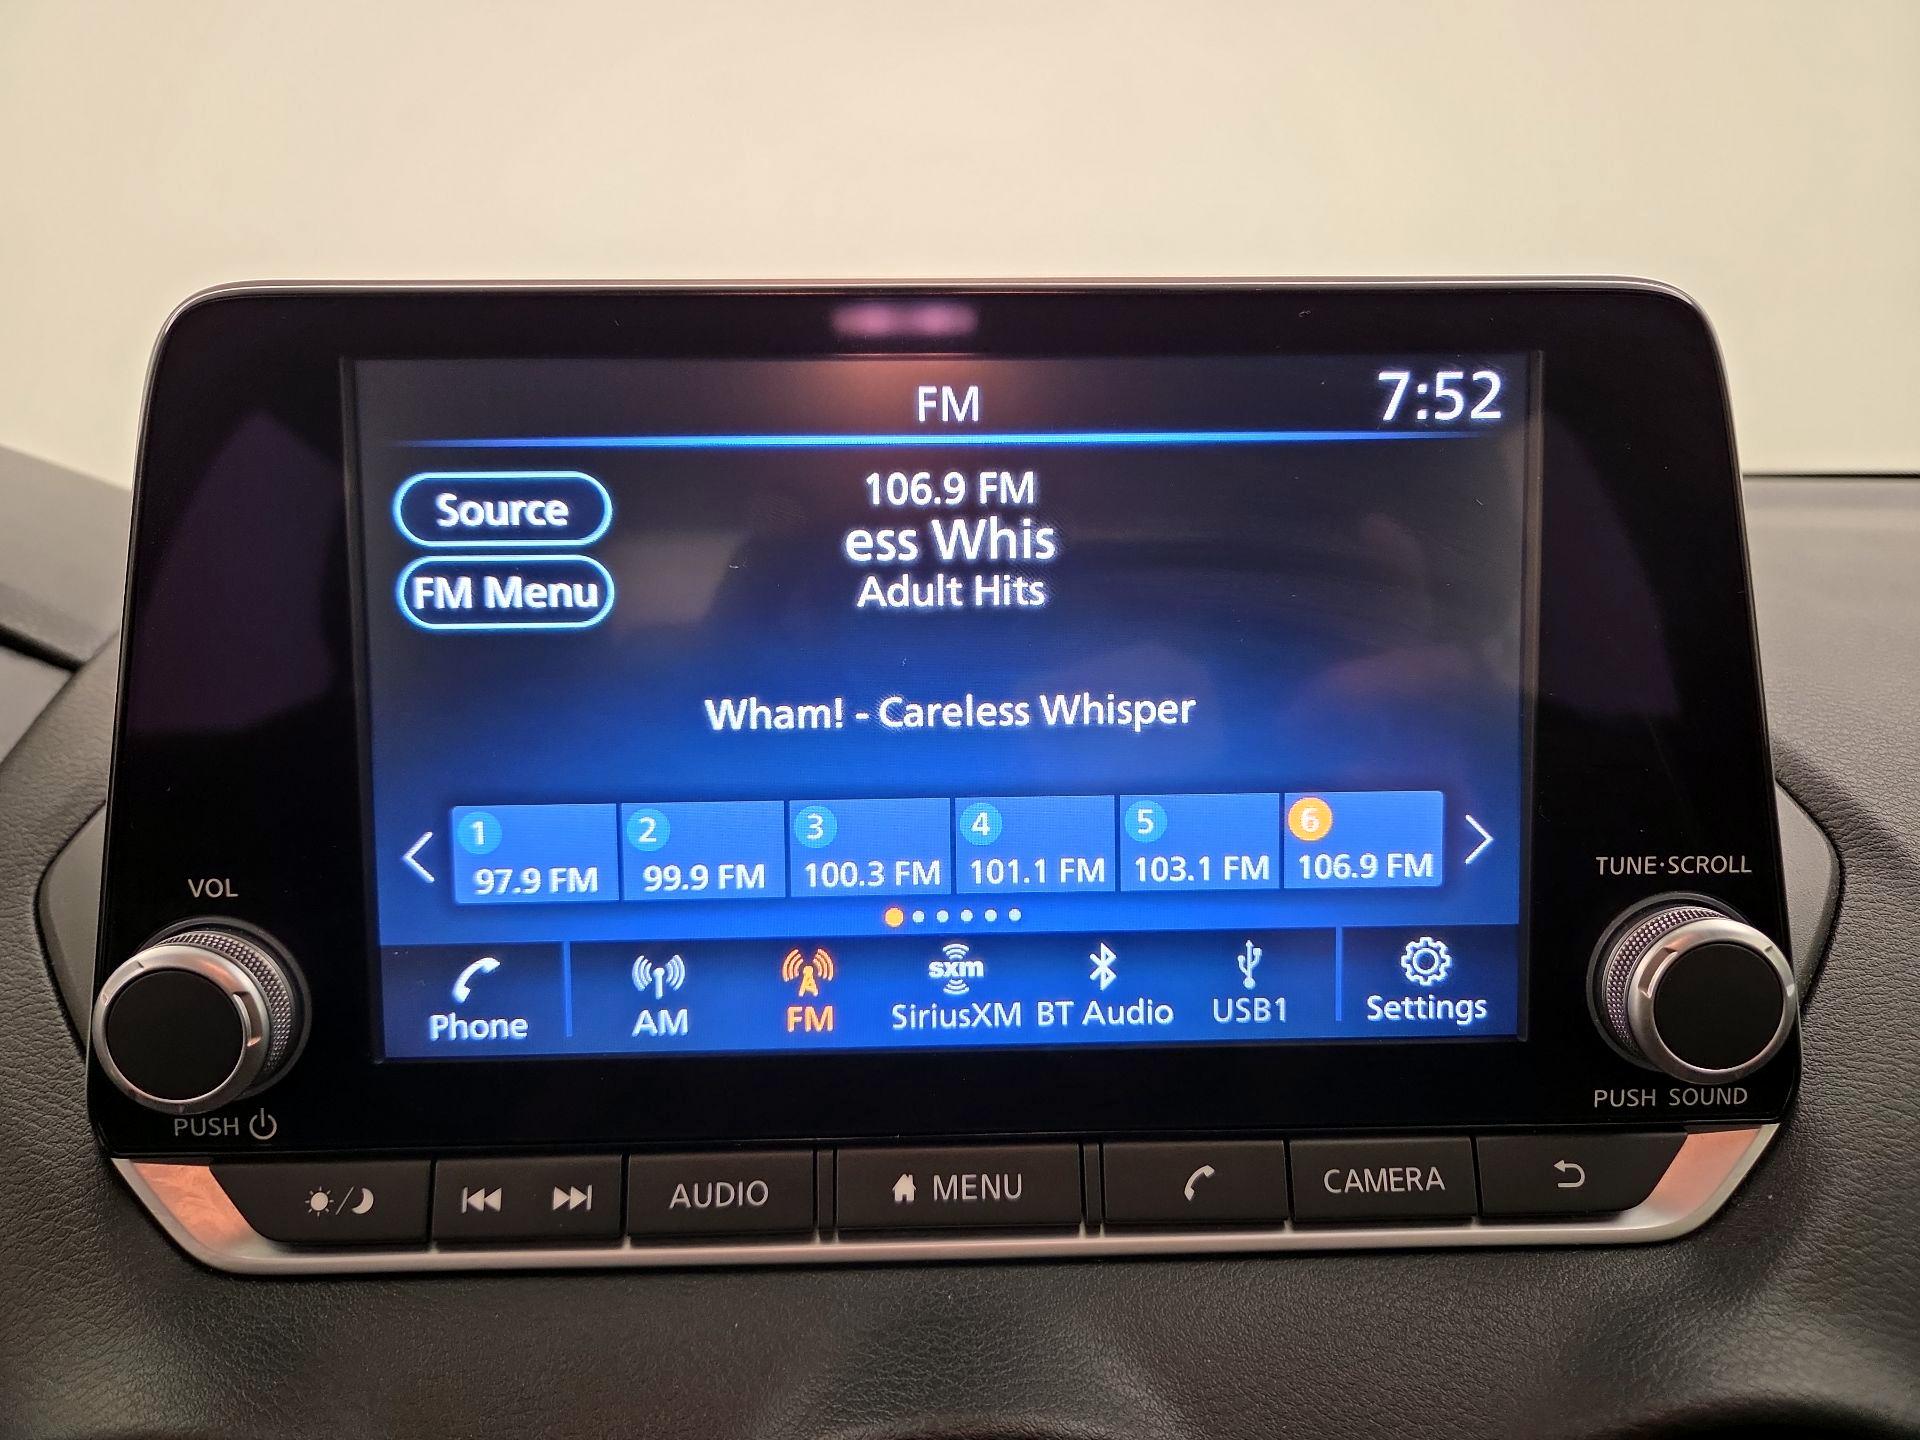 FM
7:52
Source
106.9 FM
ess Whis
FM Menu
Adult Hits
Wham! - Careless Whisper
1
2
3
4
5
6
97.9 FM
99.9 FM
100.3 FM
101.1 FM
103.1 FM
106.9 FM
VOL
TUNE·SCROLL
Phone
AM
FM
sxm
SiriusXM
BT Audio
USB1
Settings
PUSH
PUSH SOUND
AUDIO
MENU
CAMERA